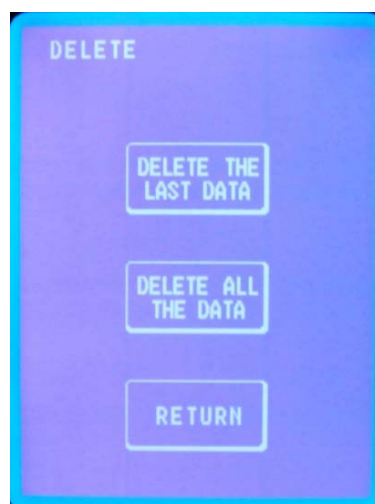 DELETE
DELETE THE
LAST DATA
DELETE ALL
THE DATA
RETURN